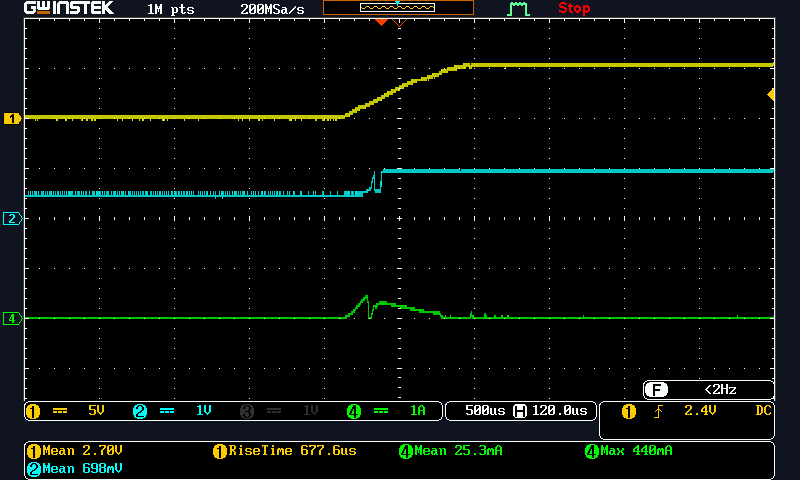 GWINSTEK 1M pts 200MSa/s Stop
1
2
4
F <2Hz
1 5V 2 1V 3 1V 4 1A 500us H 120.0us 1 2.4V DC
1 Mean 2.70V 1 RiseTime 677.6us 4 Mean 25.3mA 4 Max 440mA
2 Mean 698mV